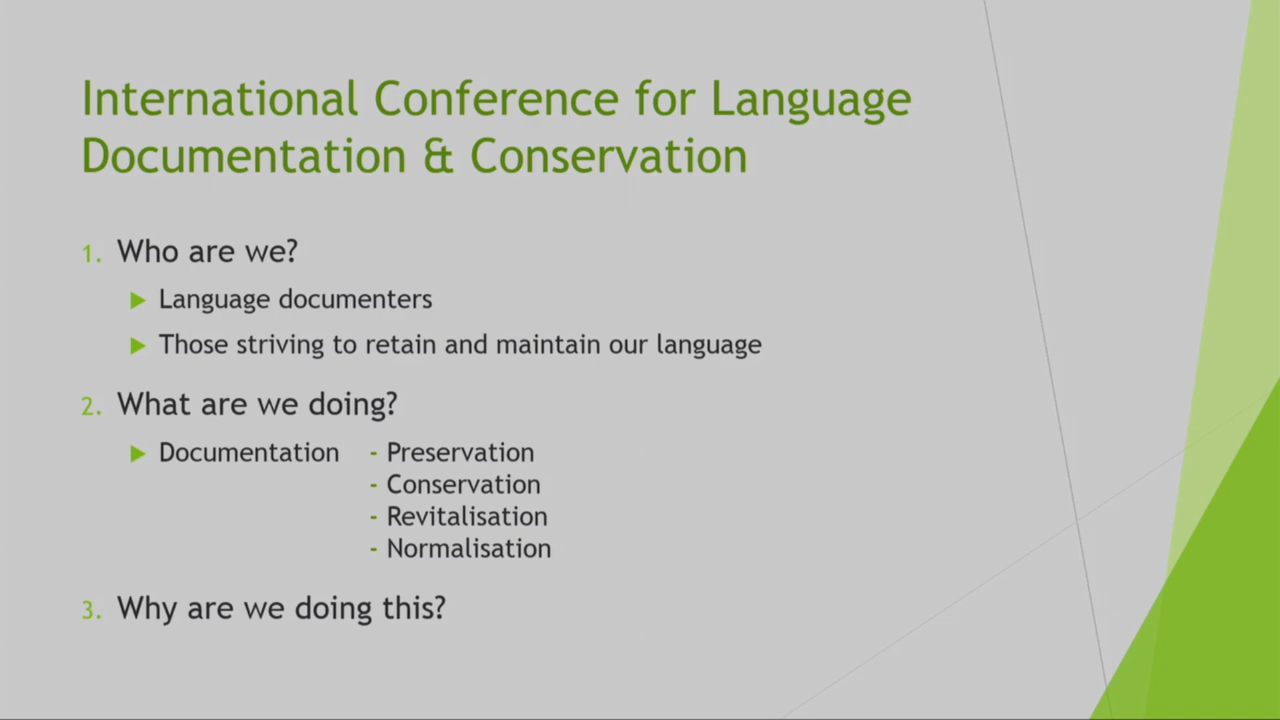 International Conference for Language
Documentation & Conservation
1. Who are we?
Language documenters
Those striving to retain and maintain our language
2. What are we doing?
Documentation - Preservation
- Conservation
- Revitalisation
- Normalisation
3. Why are we doing this?